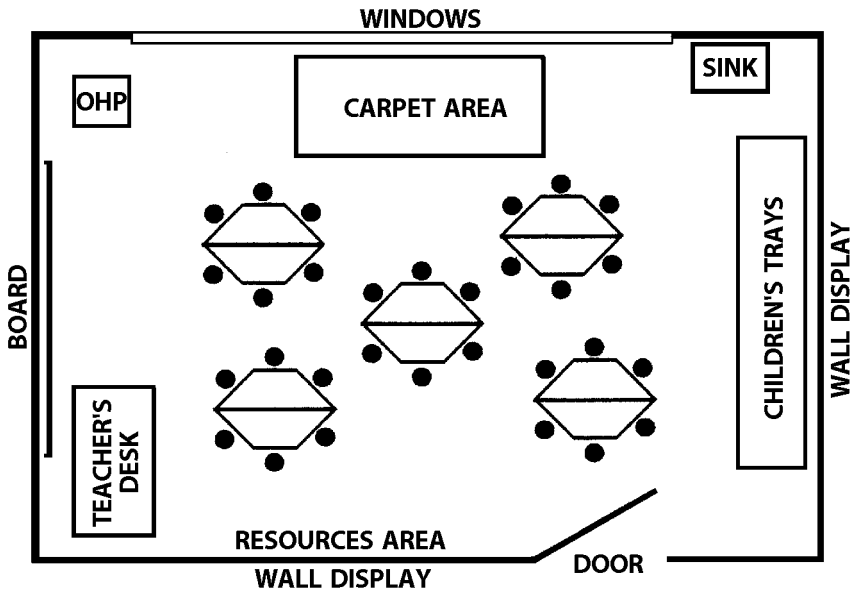 WINDOWS
SINK
OHP
CARPET AREA
CHILDREN'S TRAYS
WALL DISPLAY
BOARD
TEACHER'S
DESK
RESOURCES AREA
DOOR
WALL DISPLAY